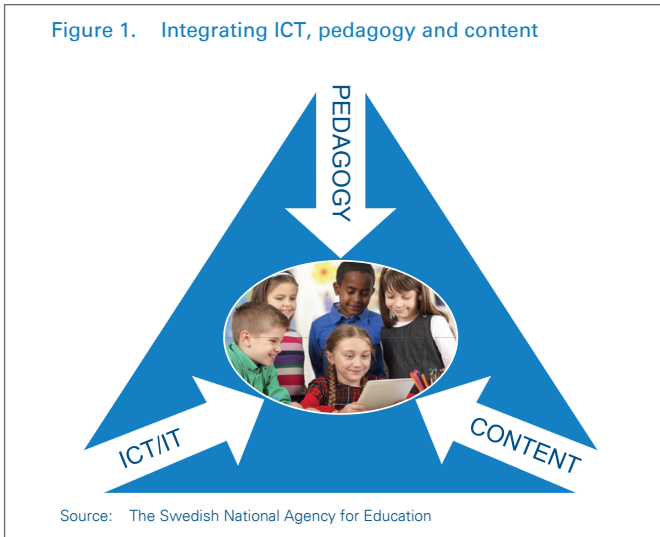 Figure 1. Integrating ICT, pedagogy and content
PEDAGOGY
ICT/IT
CONTENT
Source: The Swedish National Agency for Education